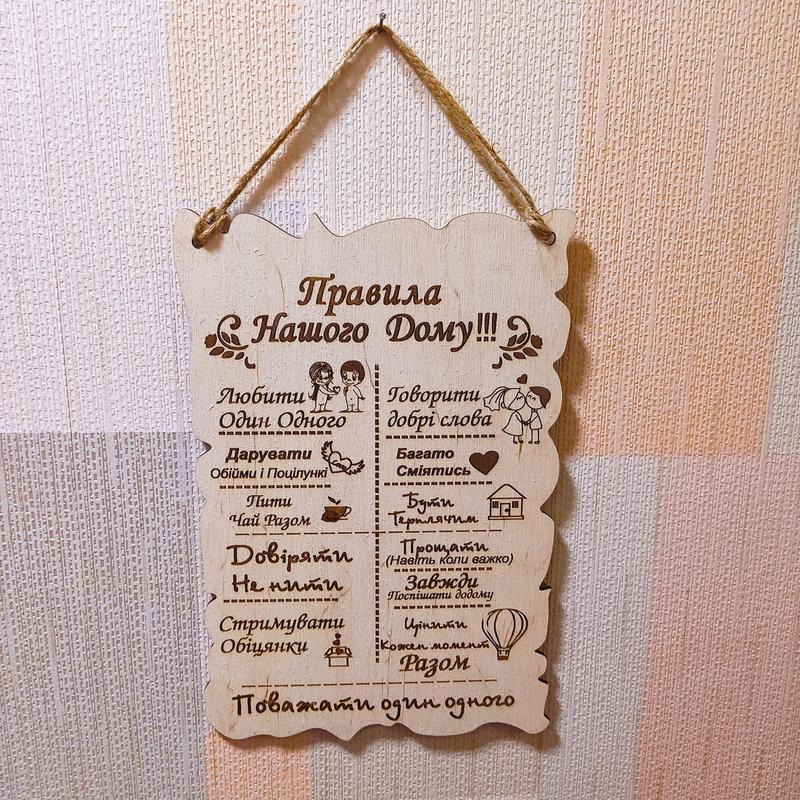 Правила
Нашого Дому!!!
Любити
Один Одного
Дарувати
Обійми і Поцілункі
Пити
Чай Разом
Довіряти
Не нити
Стримувати
Обіцянки
Говорити
добрі слова
Багато
Сміятись
Бути
Терплячим
Прощати
(Навіть коли важко)
Завжди
Поспішати додому
Цінити
Кожен момент
Разом
Поважати один одного